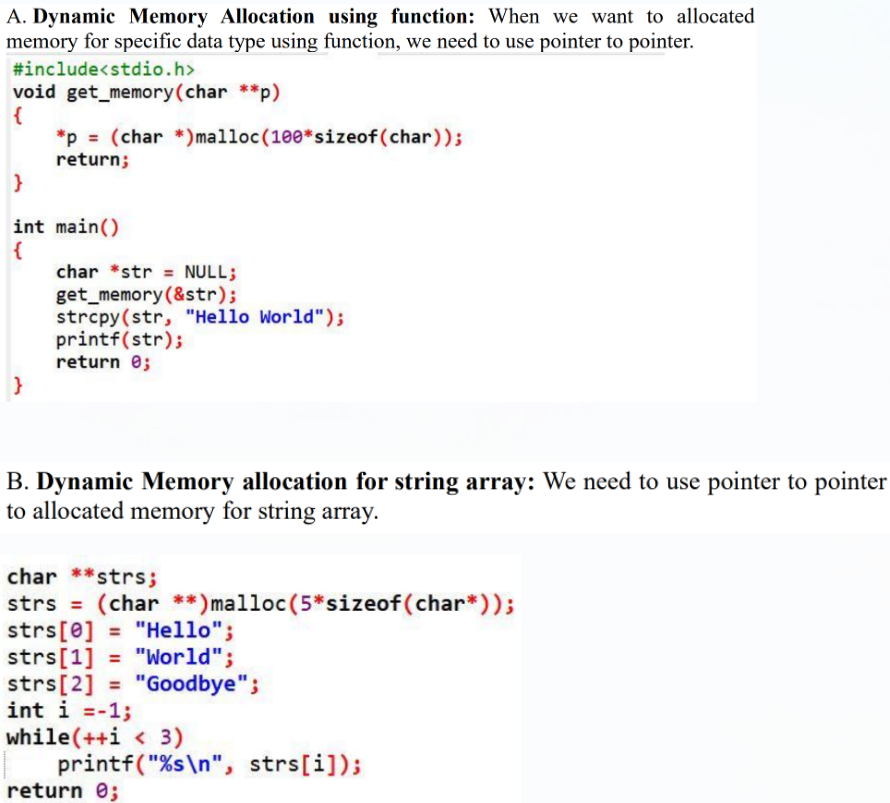 A. Dynamic Memory Allocation using function: When we want to allocated
memory for specific data type using function, we need to use pointer to pointer.
#include<stdio.h>
void get_memory(char **p)
{
    *p = (char *)malloc(100*sizeof(char));
    return;
}
int main()
{
    char *str = NULL;
    get_memory(&str);
    strcpy(str, "Hello World");
    printf(str);
    return 0;
}
B. Dynamic Memory allocation for string array: We need to use pointer to pointer
to allocated memory for string array.
char **strs;
strs = (char **)malloc(5*sizeof(char*));
strs[0] = "Hello";
strs[1] = "World";
strs[2] = "Goodbye";
int i =-1;
while(++i < 3)
    printf("%s\n", strs[i]);
return 0;